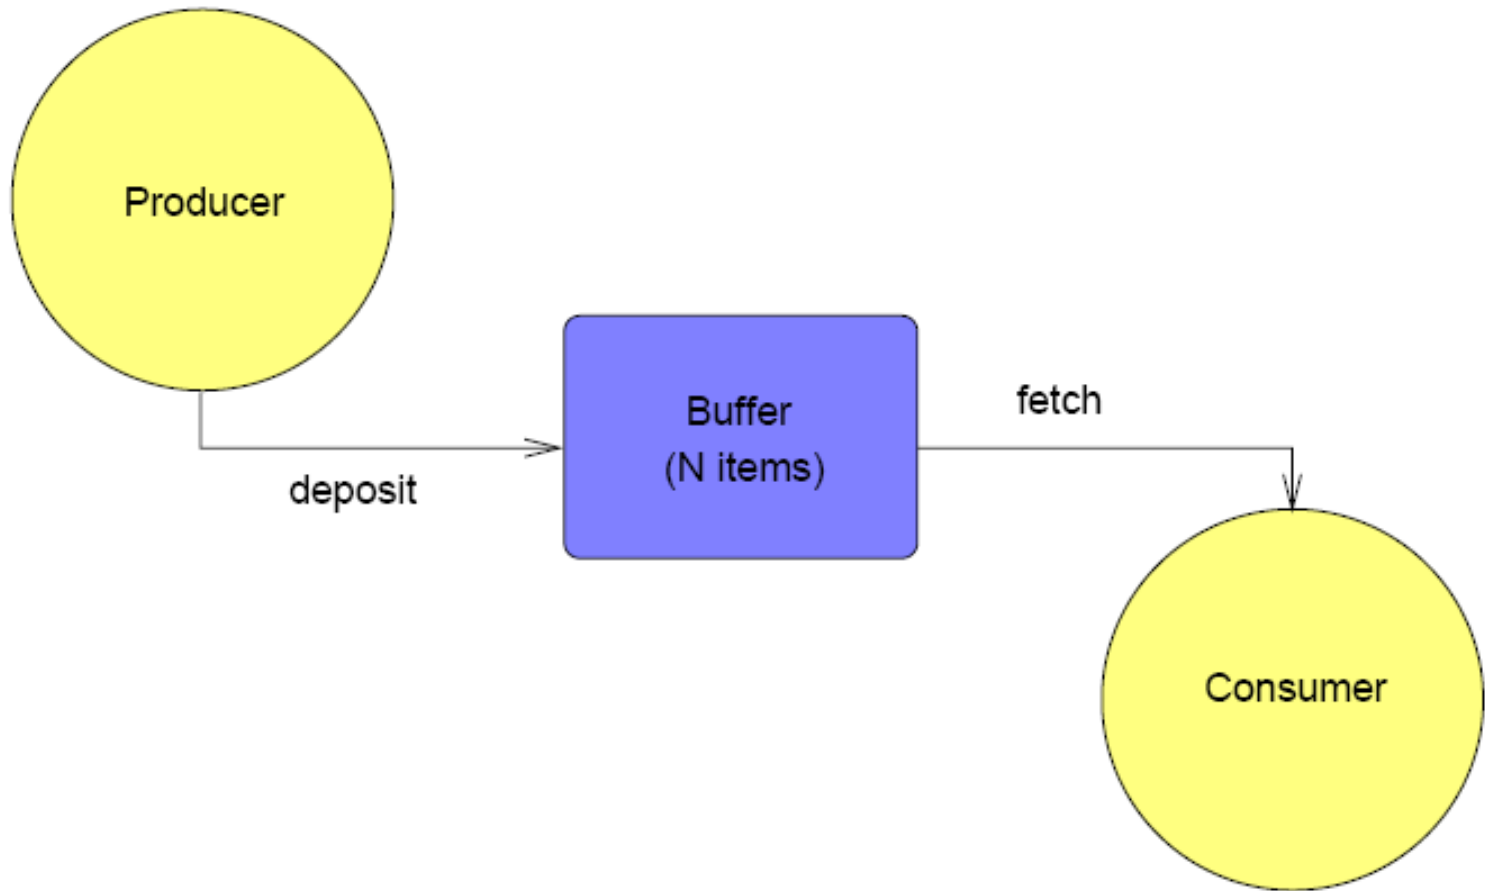 Producer
deposit
Buffer
(N items)
fetch
Consumer